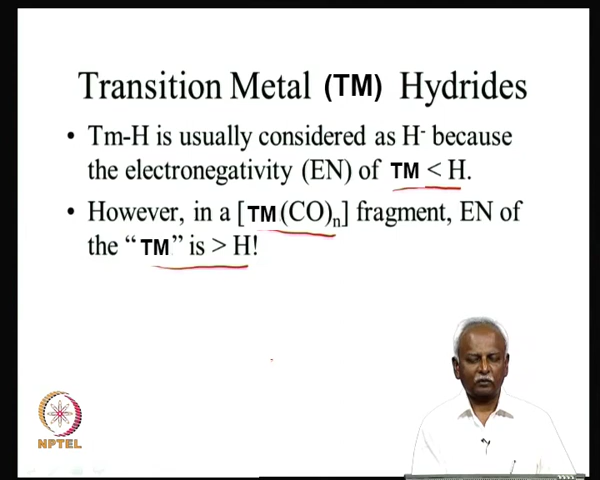 Transition Metal (TM) Hydrides
• Tm-H is usually considered as H⁻ because
the electronegativity (EN) of TM < H.
• However, in a [TM(CO)ₙ] fragment, EN of
the “TM” is > H!
NPTEL